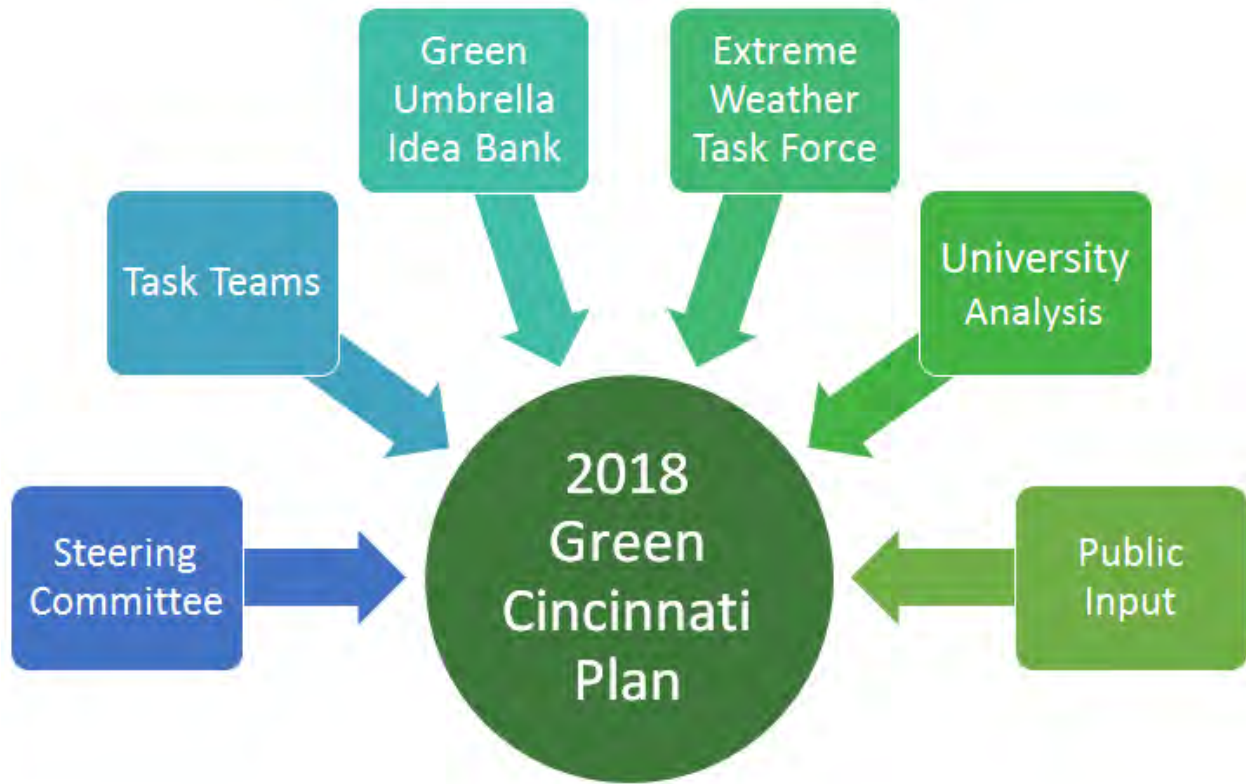 Green
Umbrella
Idea Bank
Extreme
Weather
Task Force
Task Teams
University
Analysis
Steering
Committee
2018
Green
Cincinnati
Plan
Public
Input